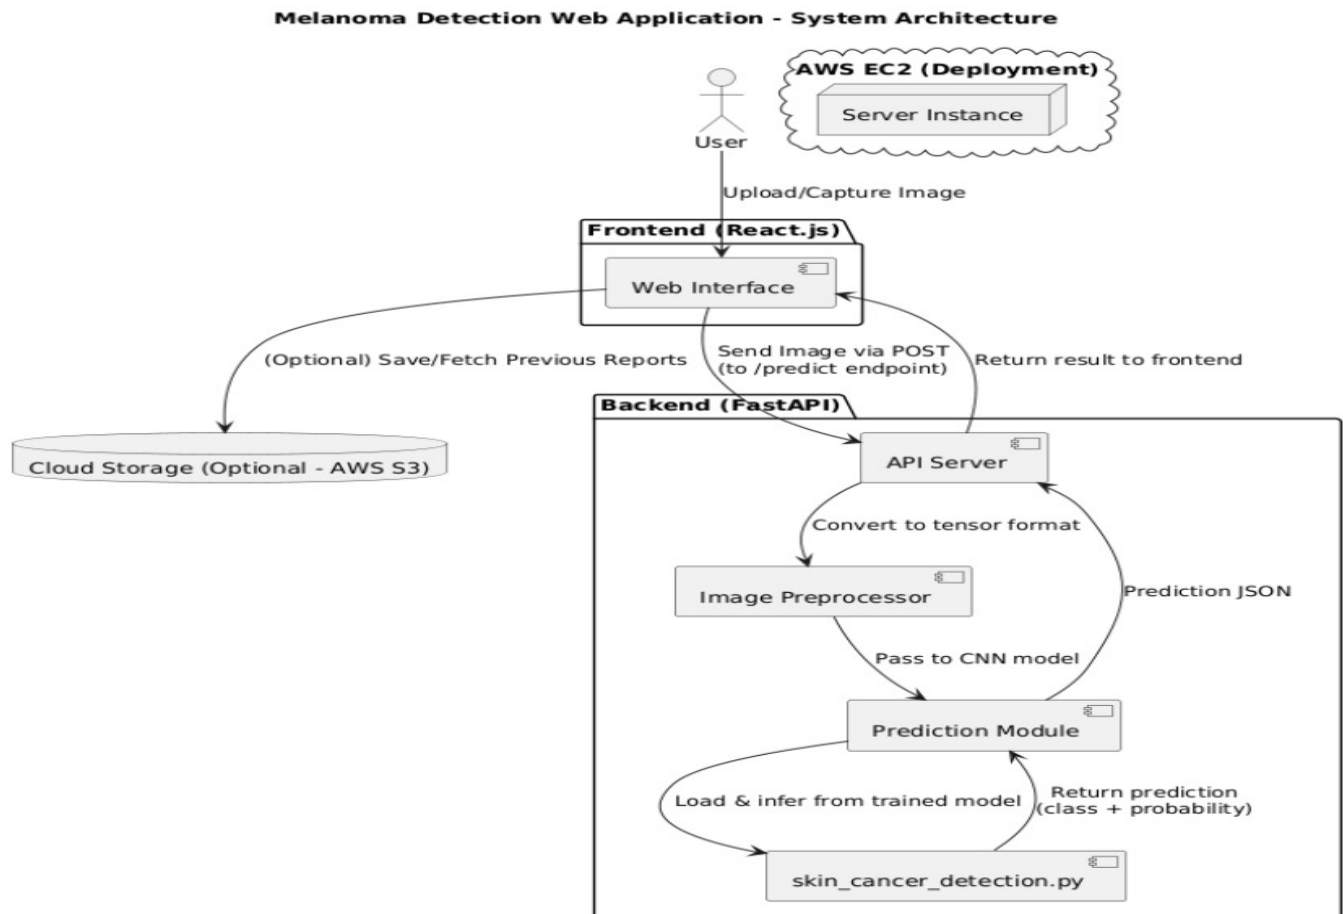 Melanoma Detection Web Application - System Architecture
AWS EC2 (Deployment)
Server Instance
User
Upload/Capture Image
Frontend (React.js)
Web Interface
(Optional) Save/Fetch Previous Reports
Send Image via POST
(to /predict endpoint)
Return result to frontend
Backend (FastAPI)
Cloud Storage (Optional - AWS S3)
API Server
Convert to tensor format
Image Preprocessor
Prediction JSON
Pass to CNN model
Prediction Module
Load & infer from trained model
Return prediction
(class + probability)
skin_cancer_detection.py